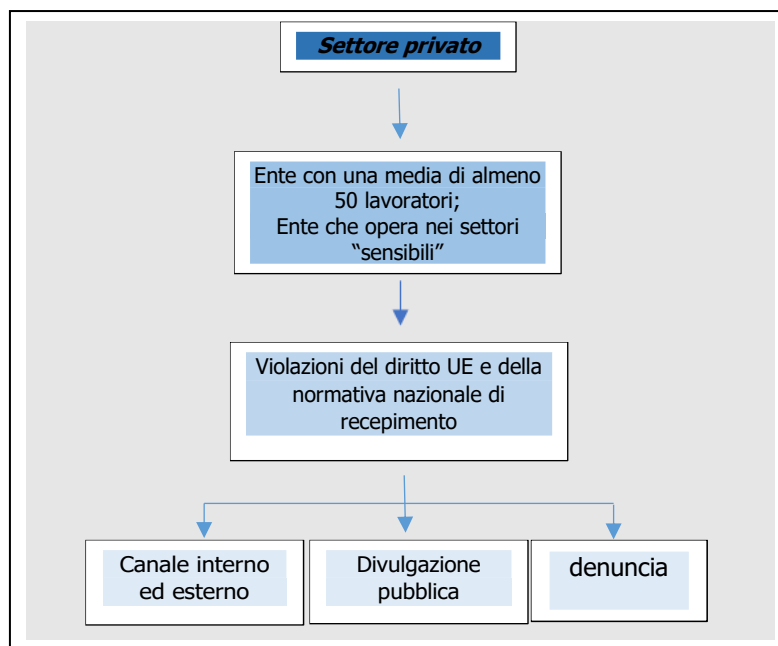 Settore privato
Ente con una media di almeno
50 lavoratori;
Ente che opera nei settori
“sensibili”
Violazioni del diritto UE e della
normativa nazionale di
recepimento
Canale interno
ed esterno
Divulgazione
pubblica
denuncia